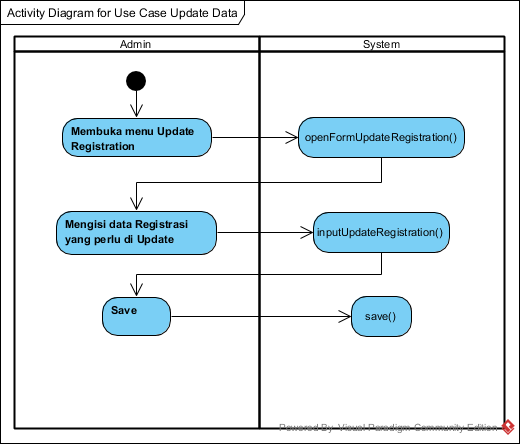 Activity Diagram for Use Case Update Data
Admin
System
Membuka menu Update
Registration
openFormUpdateRegistration()
Mengisi data Registrasi
yang perlu di Update
inputUpdateRegistration()
Save
save()
Powered By Visual Paradigm Community Edition